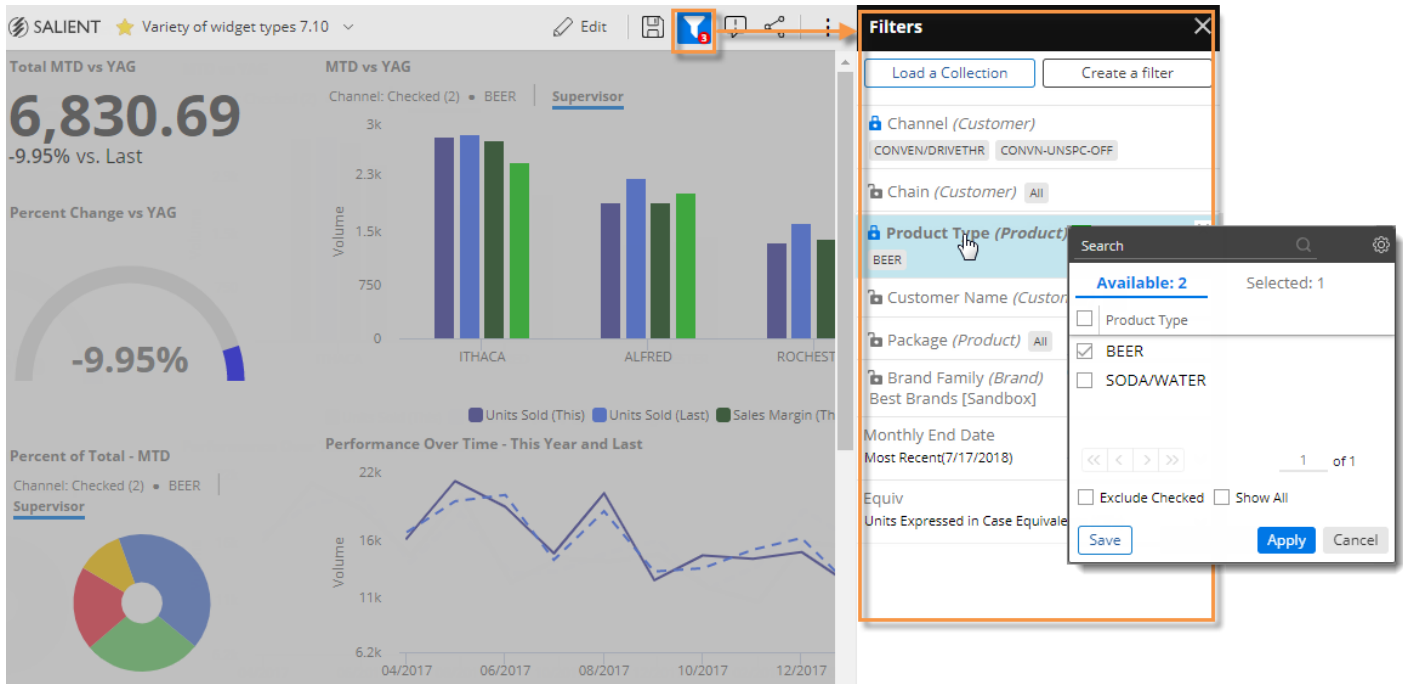 SALIENT
Variety of widget types 7.10
Edit
3
Total MTD vs YAG
6,830.69
-9.95% vs. Last
Percent Change vs YAG
-9.95%
Percent of Total - MTD
Channel: Checked (2) • BEER
Supervisor
MTD vs YAG
Channel: Checked (2) • BEER
Supervisor
3k
2.3k
1.5k
750
0
Volume
ITHACA
ALFRED
ROCHEST
Units Sold (This)
Units Sold (Last)
Sales Margin (Th
Performance Over Time - This Year and Last
22k
16k
11k
6.2k
Volume
04/2017
06/2017
08/2017
10/2017
12/2017
Filters
Load a Collection
Create a filter
Channel (Customer)
CONVEN/DRIVETHR CONVN-UNSPC-OFF
Chain (Customer) All
Product Type (Product)
BEER
Customer Name (Custon
Package (Product) All
Brand Family (Brand)
Best Brands [Sandbox]
Monthly End Date
Most Recent(7/17/2018)
Equiv
Units Expressed in Case Equivale
Search
Available: 2
Selected: 1
Product Type
BEER
SODA/WATER
<< < > >>
1 of 1
Exclude Checked
Show All
Save
Apply
Cancel